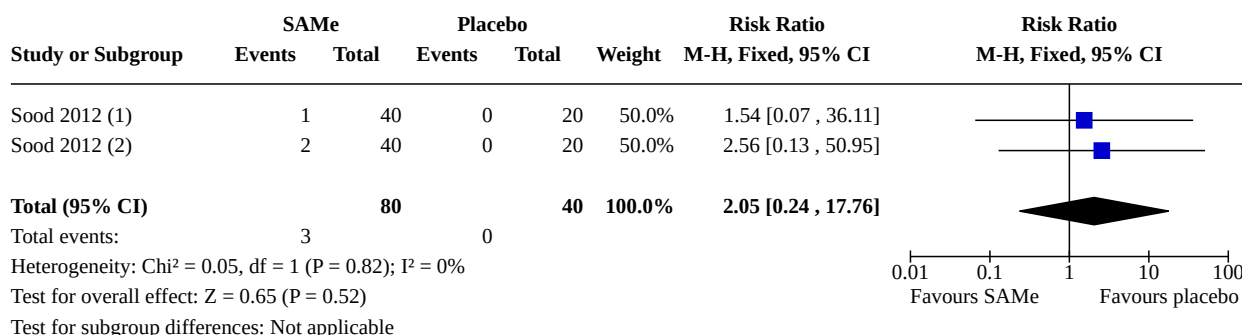 SAMe Placebo Risk Ratio Risk Ratio
Study or Subgroup Events Total Events Total Weight M-H, Fixed, 95% CI M-H, Fixed, 95% CI
Sood 2012 (1) 1 40 0 20 50.0% 1.54 [0.07 , 36.11]
Sood 2012 (2) 2 40 0 20 50.0% 2.56 [0.13 , 50.95]
Total (95% CI) 80 40 100.0% 2.05 [0.24 , 17.76]
Total events: 3 0
Heterogeneity: Chi² = 0.05, df = 1 (P = 0.82); I² = 0%
0.01 0.1 1 10 100
Test for overall effect: Z = 0.65 (P = 0.52) Favours SAMe Favours placebo
Test for subgroup differences: Not applicable